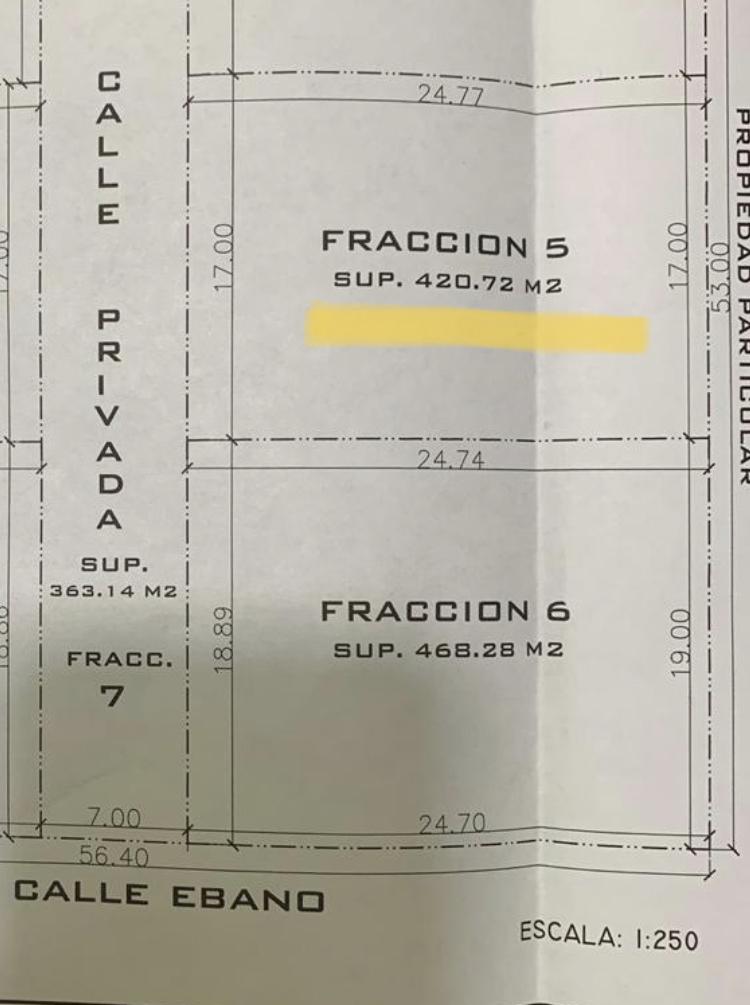 24.77
CALLE PRIVADA
FRACCION 5
SUP. 420.72 M2
17.00
17.00
53.00
PROPIEDAD PARTICULAR
24.74
SUP.
363.14 M2
FRACC.
7
FRACCION 6
SUP. 468.28 M2
18.89
19.00
7.00
24.70
56.40
CALLE EBANO
ESCALA: 1:250